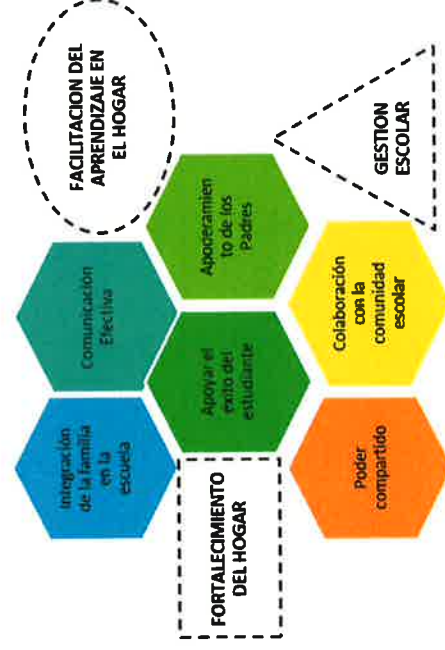 Integración
de la familia
en la
escuela
Comunicación
Efectiva
FACILITACION DEL
APRENDIZAJE EN
EL HOGAR
FORTALECIMIENTO
DEL HOGAR
Apoyar el
éxito del
estudiante
Apoderamien
to de los
Padres
Poder
compartido
Colaboración
con la
comunidad
escolar
GESTION
ESCOLAR